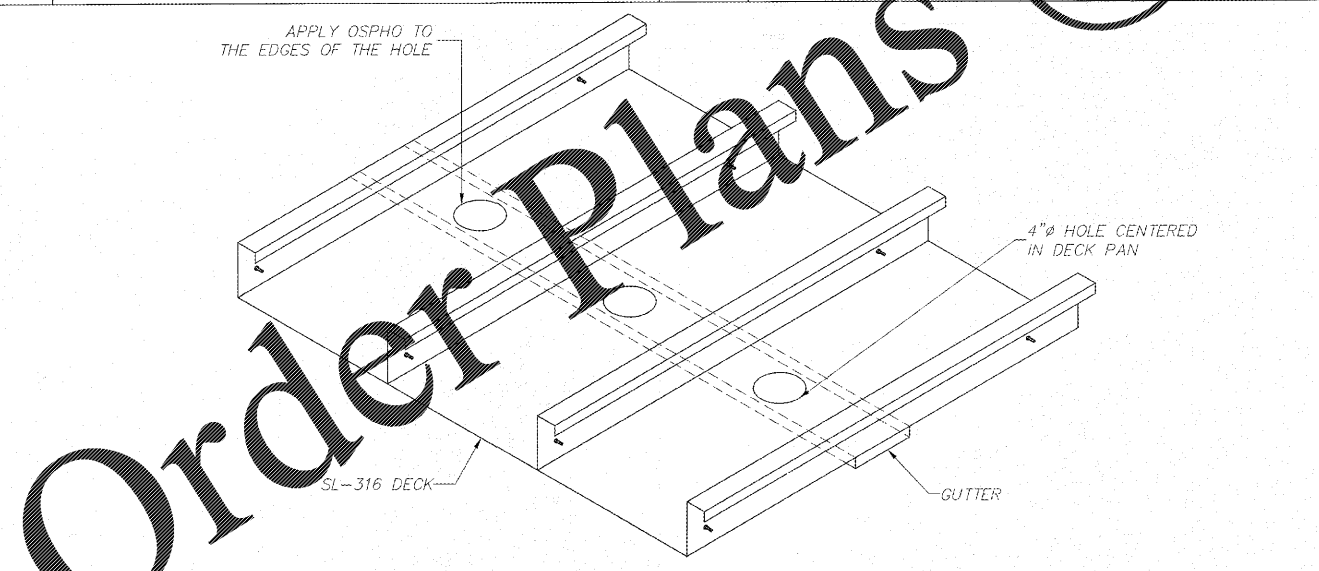 APPLY OSPHO TO
THE EDGES OF THE HOLE
4"ø HOLE CENTERED
IN DECK PAN
SL-316 DECK
GUTTER
Order Plans